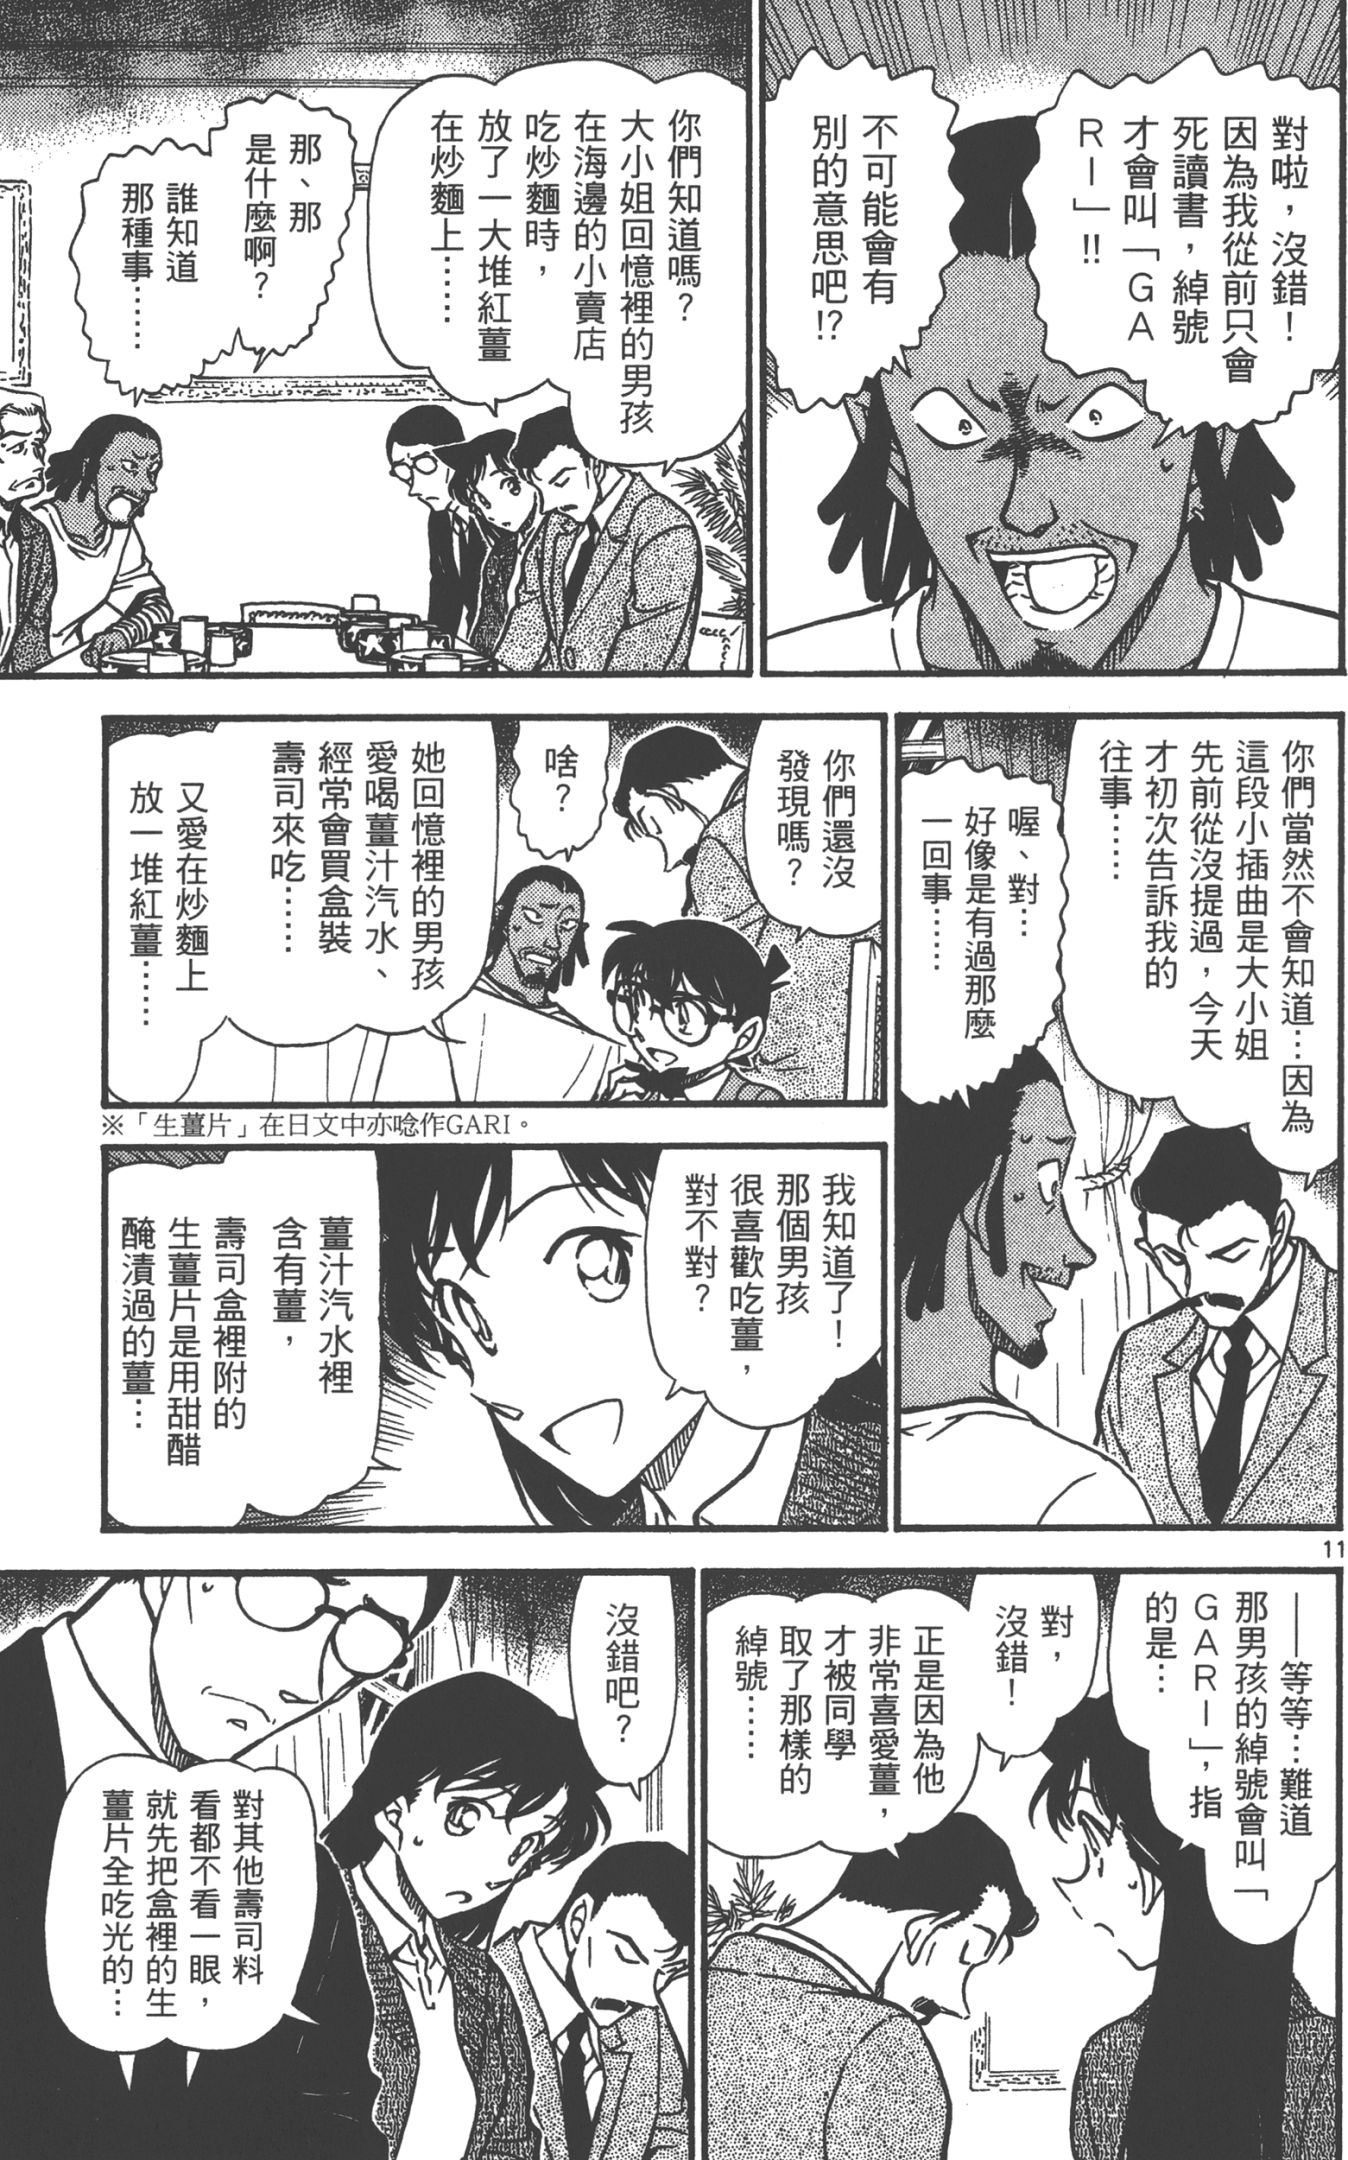 對啦，沒錯！
因為我從前只會
死讀書，綽號
才會叫「GA
RI」!!
不可能會有
別的意思吧!?
你們知道嗎？
大小姐回憶裡的男孩
在海邊的小賣店
吃炒麵時，
放了一大堆紅薑
在炒麵上……
那、那
是什麼啊？
誰知道
那種事……
你們當然不會知道…因為
這段小插曲是大小姐
先前從沒提過，今天
才初次告訴我的
往事……
喔、對…
好像是有過那麼
一回事……
你們還沒
發現嗎？
啥？
她回憶裡的男孩
愛喝薑汁汽水、
經常會買盒裝
壽司來吃……
又愛在炒麵上
放一堆紅薑……
※「生薑片」在日文中亦唸作GARI。
我知道了！
那個男孩
很喜歡吃薑，
對不對？
薑汁汽水裡
含有薑，
壽司盒裡附的
生薑片是用甜醋
醃漬過的薑…
11
——等等…難道
那男孩的綽號會叫「
GARI」，指
的是…
對，
沒錯！
正是因為他
非常喜愛薑，
才被同學
取了那樣的
綽號……
沒錯吧？
對其他壽司料
看都不看一眼，
就先把盒裡的生
薑片全吃光的…